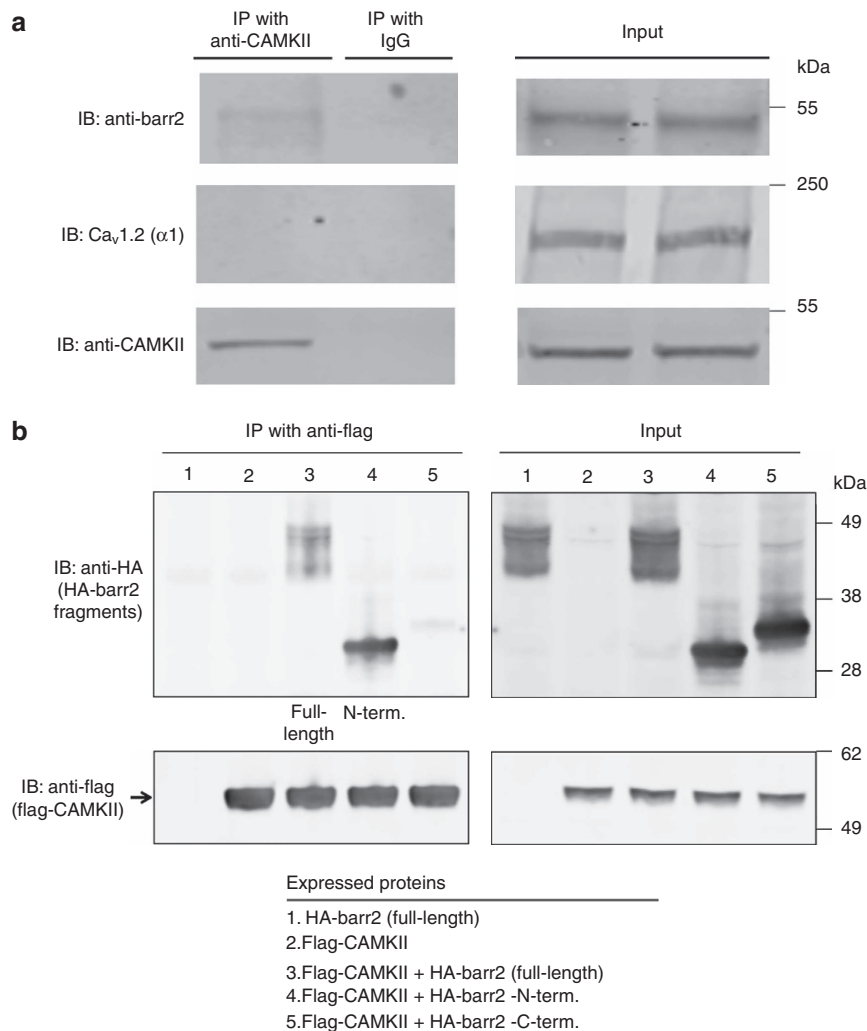 a
IP with
anti-CAMKII
IP with
IgG
Input
kDa
IB: anti-barr2
55
250
IB: Cav1.2 (α1)
55
IB: anti-CAMKII
b
IP with anti-flag
Input
1 2 3 4 5
1 2 3 4 5
kDa
49
IB: anti-HA
(HA-barr2
fragments)
38
28
Full-
length
N-term.
62
IB: anti-flag
(flag-CAMKII)
49
Expressed proteins
1. HA-barr2 (full-length)
2.Flag-CAMKII
3.Flag-CAMKII + HA-barr2 (full-length)
4.Flag-CAMKII + HA-barr2 -N-term.
5.Flag-CAMKII + HA-barr2 -C-term.